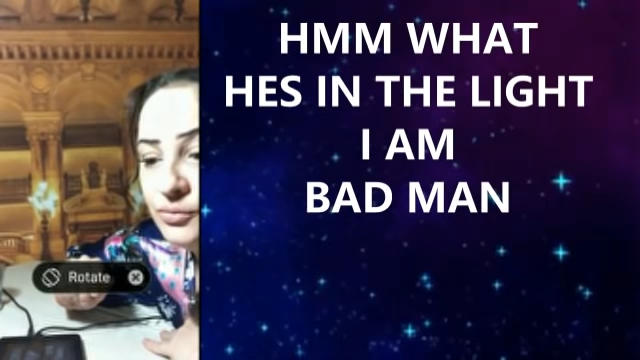 HMM WHAT
HES IN THE LIGHT
I AM
BAD MAN
Rotate